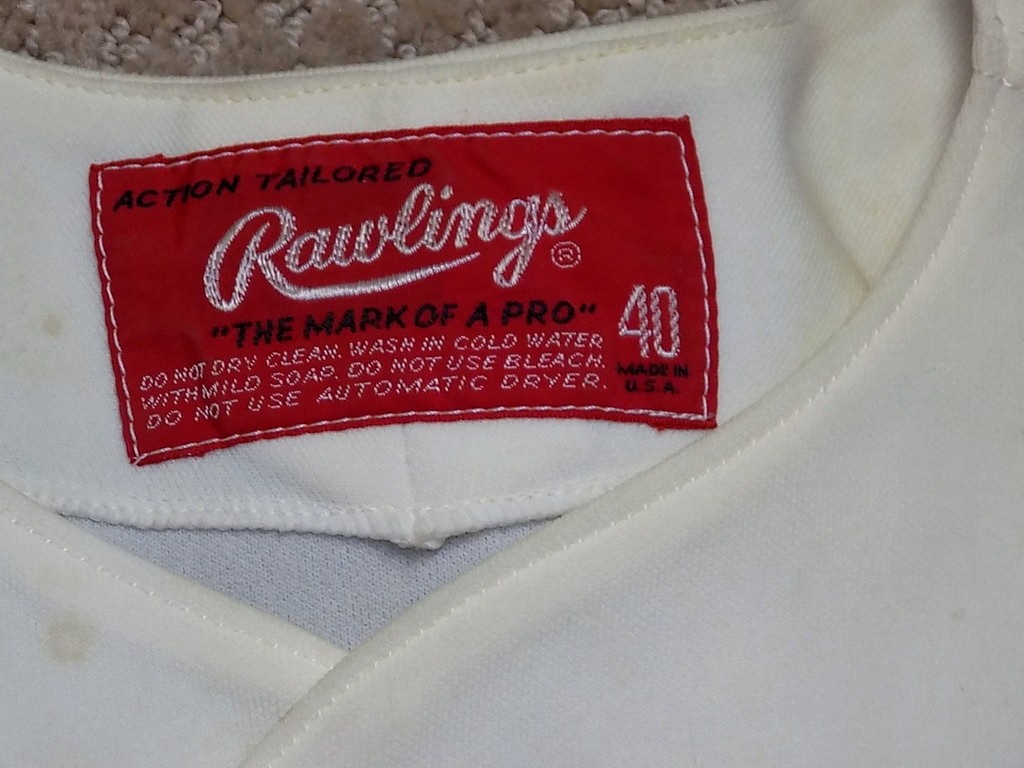 ACTION TAILORED
Rawlings ®
"THE MARK OF A PRO"
40
DO NOT DRY CLEAN. WASH IN COLD WATER
WITH MILD SOAP. DO NOT USE BLEACH.
DO NOT USE AUTOMATIC DRYER.
MADE IN
U.S.A.